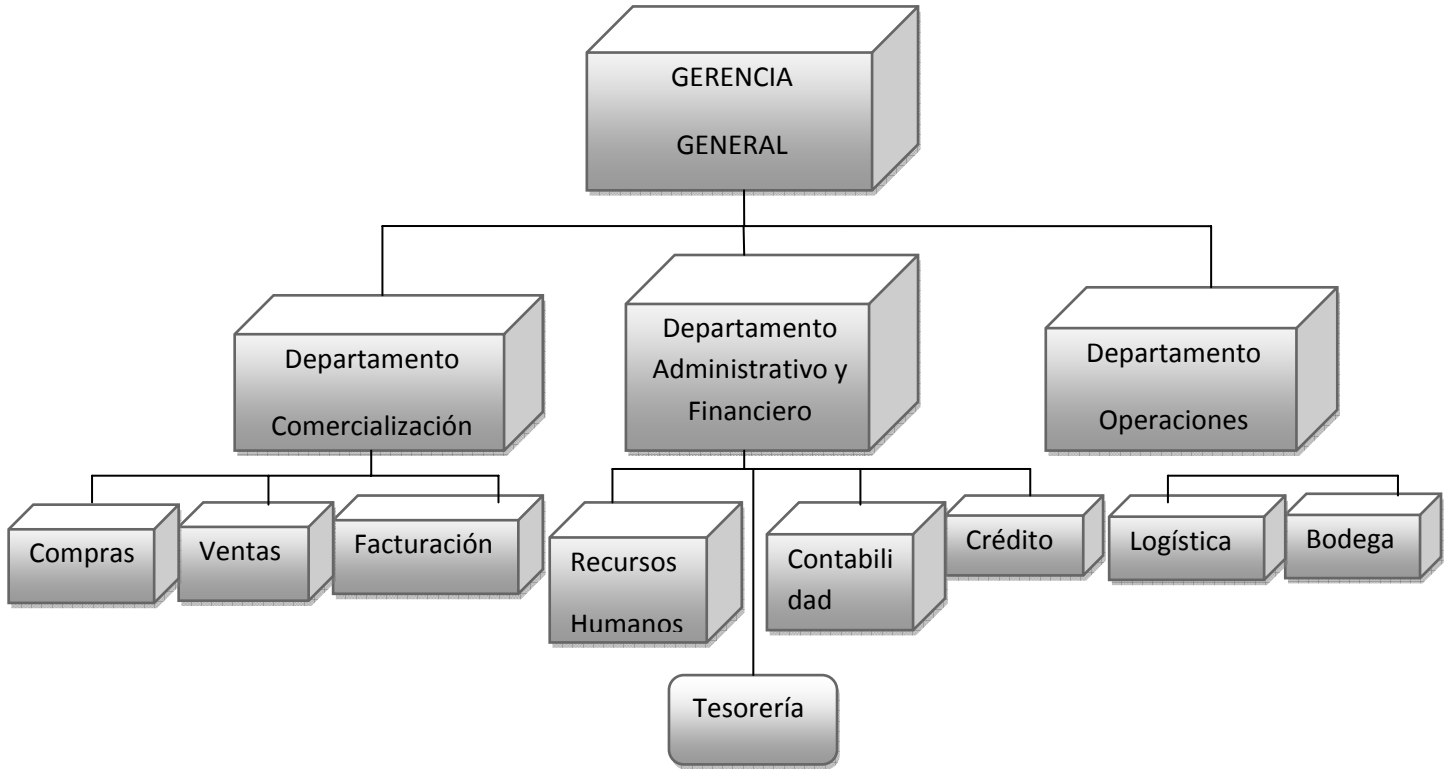 GERENCIA
GENERAL
Departamento
Comercialización
Departamento
Administrativo y
Financiero
Departamento
Operaciones
Compras
Ventas
Facturación
Recursos
Humanos
Contabili
dad
Crédito
Logística
Bodega
Tesorería